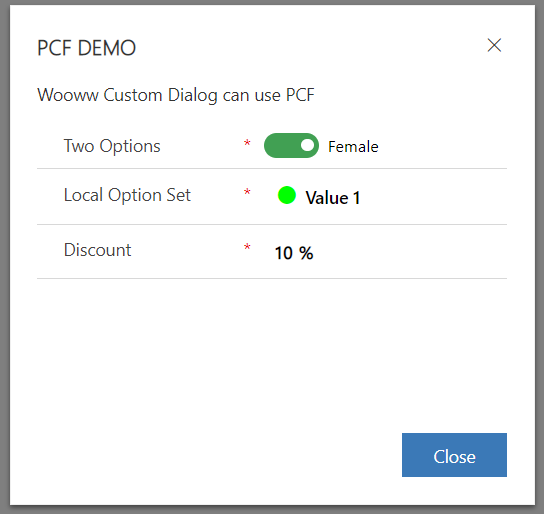 PCF DEMO
Wooww Custom Dialog can use PCF
Two Options * Female
Local Option Set * Value 1
Discount * 10 %
Close